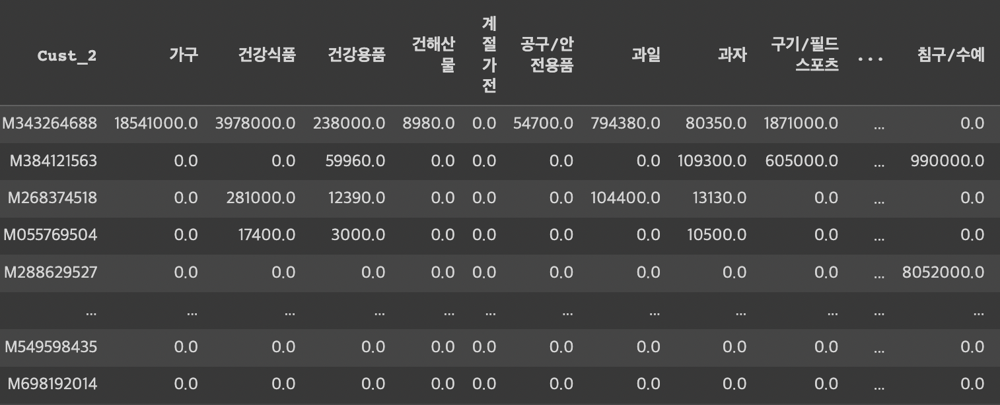 Cust_2 가구 건강식품 건강용품 건해산물 계절가전 공구/안전용품 과일 과자 구기/필드스포츠 ... 침구/수예
M343264688 18541000.0 3978000.0 238000.0 8980.0 0.0 54700.0 794380.0 80350.0 1871000.0 ... 0.0
M384121563 0.0 0.0 59960.0 0.0 0.0 0.0 0.0 109300.0 605000.0 ... 990000.0
M268374518 0.0 281000.0 12390.0 0.0 0.0 0.0 104400.0 13130.0 0.0 ... 0.0
M055769504 0.0 17400.0 3000.0 0.0 0.0 0.0 0.0 10500.0 0.0 ... 0.0
M288629527 0.0 0.0 0.0 0.0 0.0 0.0 0.0 0.0 0.0 ... 8052000.0
... ... ... ... ... ... ... ... ... ... ... ...
M549598435 0.0 0.0 0.0 0.0 0.0 0.0 0.0 0.0 0.0 ... 0.0
M698192014 0.0 0.0 0.0 0.0 0.0 0.0 0.0 0.0 0.0 ... 0.0